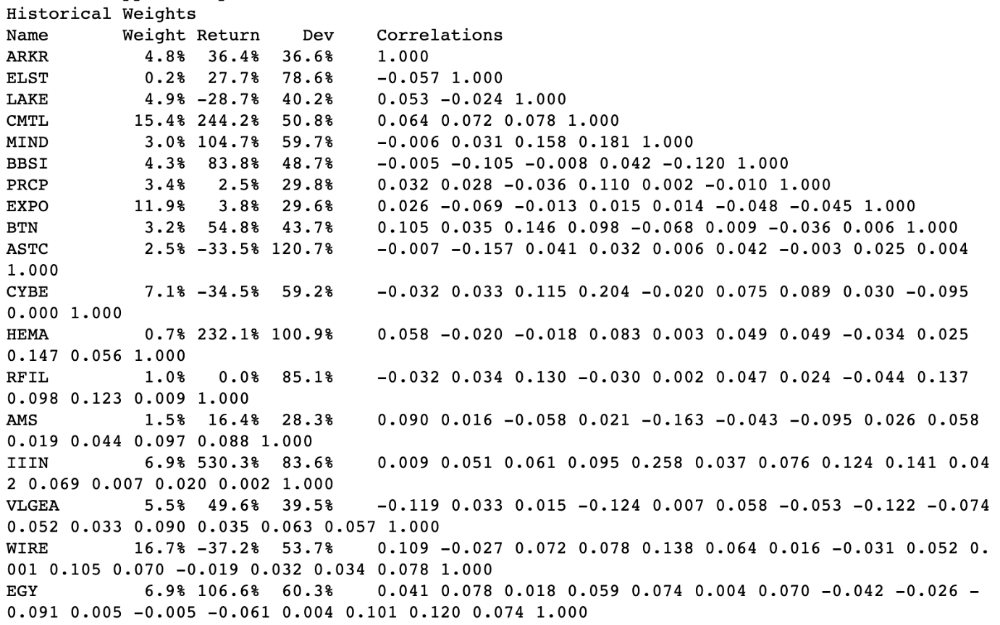 Historical Weights
Name Weight Return Dev Correlations
ARKR 4.8% 36.4% 36.6% 1.000
ELST 0.2% 27.7% 78.6% -0.057 1.000
LAKE 4.9% -28.7% 40.2% 0.053 -0.024 1.000
CMTL 15.4% 244.2% 50.8% 0.064 0.072 0.078 1.000
MIND 3.0% 104.7% 59.7% -0.006 0.031 0.158 0.181 1.000
BBSI 4.3% 83.8% 48.7% -0.005 -0.105 -0.008 0.042 -0.120 1.000
PRCP 3.4% 2.5% 29.8% 0.032 0.028 -0.036 0.110 0.002 -0.010 1.000
EXPO 11.9% 3.8% 29.6% 0.026 -0.069 -0.013 0.015 0.014 -0.048 -0.045 1.000
BTN 3.2% 54.8% 43.7% 0.105 0.035 0.146 0.098 -0.068 0.009 -0.036 0.006 1.000
ASTC 2.5% -33.5% 120.7% -0.007 -0.157 0.041 0.032 0.006 0.042 -0.003 0.025 0.004
1.000
CYBE 7.1% -34.5% 59.2% -0.032 0.033 0.115 0.204 -0.020 0.075 0.089 0.030 -0.095
0.000 1.000
HEMA 0.7% 232.1% 100.9% 0.058 -0.020 -0.018 0.083 0.003 0.049 0.049 -0.034 0.025
0.147 0.056 1.000
RFIL 1.0% 0.0% 85.1% -0.032 0.034 0.130 -0.030 0.002 0.047 0.024 -0.044 0.137
0.098 0.123 0.009 1.000
AMS 1.5% 16.4% 28.3% 0.090 0.016 -0.058 0.021 -0.163 -0.043 -0.095 0.026 0.058
0.019 0.044 0.097 0.088 1.000
IIIN 6.9% 530.3% 83.6% 0.009 0.051 0.061 0.095 0.258 0.037 0.076 0.124 0.141 0.04
2 0.069 0.007 0.020 0.002 1.000
VLGEA 5.5% 49.6% 39.5% -0.119 0.033 0.015 -0.124 0.007 0.058 -0.053 -0.122 -0.074
0.052 0.033 0.090 0.035 0.063 0.057 1.000
WIRE 16.7% -37.2% 53.7% 0.109 -0.027 0.072 0.078 0.138 0.064 0.016 -0.031 0.052 0.
001 0.105 0.070 -0.019 0.032 0.034 0.078 1.000
EGY 6.9% 106.6% 60.3% 0.041 0.078 0.018 0.059 0.074 0.004 0.070 -0.042 -0.026 -
0.091 0.005 -0.005 -0.061 0.004 0.101 0.120 0.074 1.000